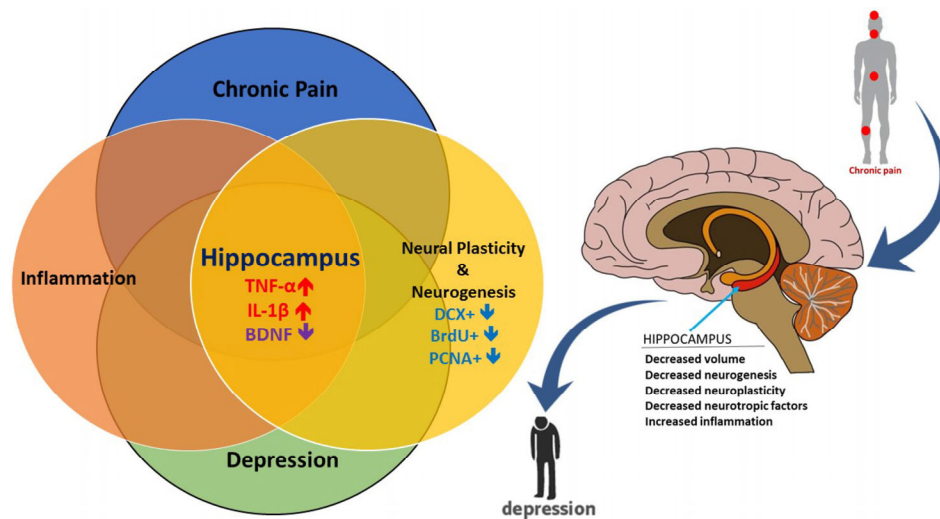 Chronic Pain
Inflammation
Hippocampus
TNF-α↑
IL-1β↑
BDNF↓
Neural Plasticity
&
Neurogenesis
DCX+↓
BrdU+↓
PCNA+↓
Depression
Chronic pain
HIPPOCAMPUS
Decreased volume
Decreased neurogenesis
Decreased neuroplasticity
Decreased neurotropic factors
Increased inflammation
depression